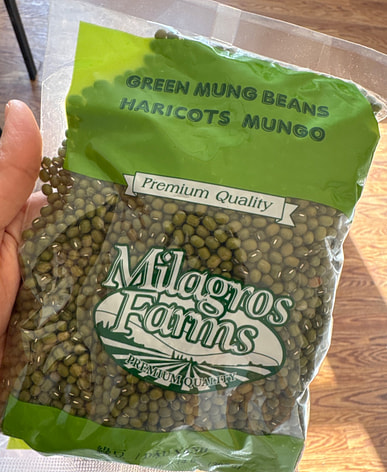 GREEN MUNG BEANS
HARICOTS MUNGO
Premium Quality
Milagros
Farms
PREMIUM QUALITY